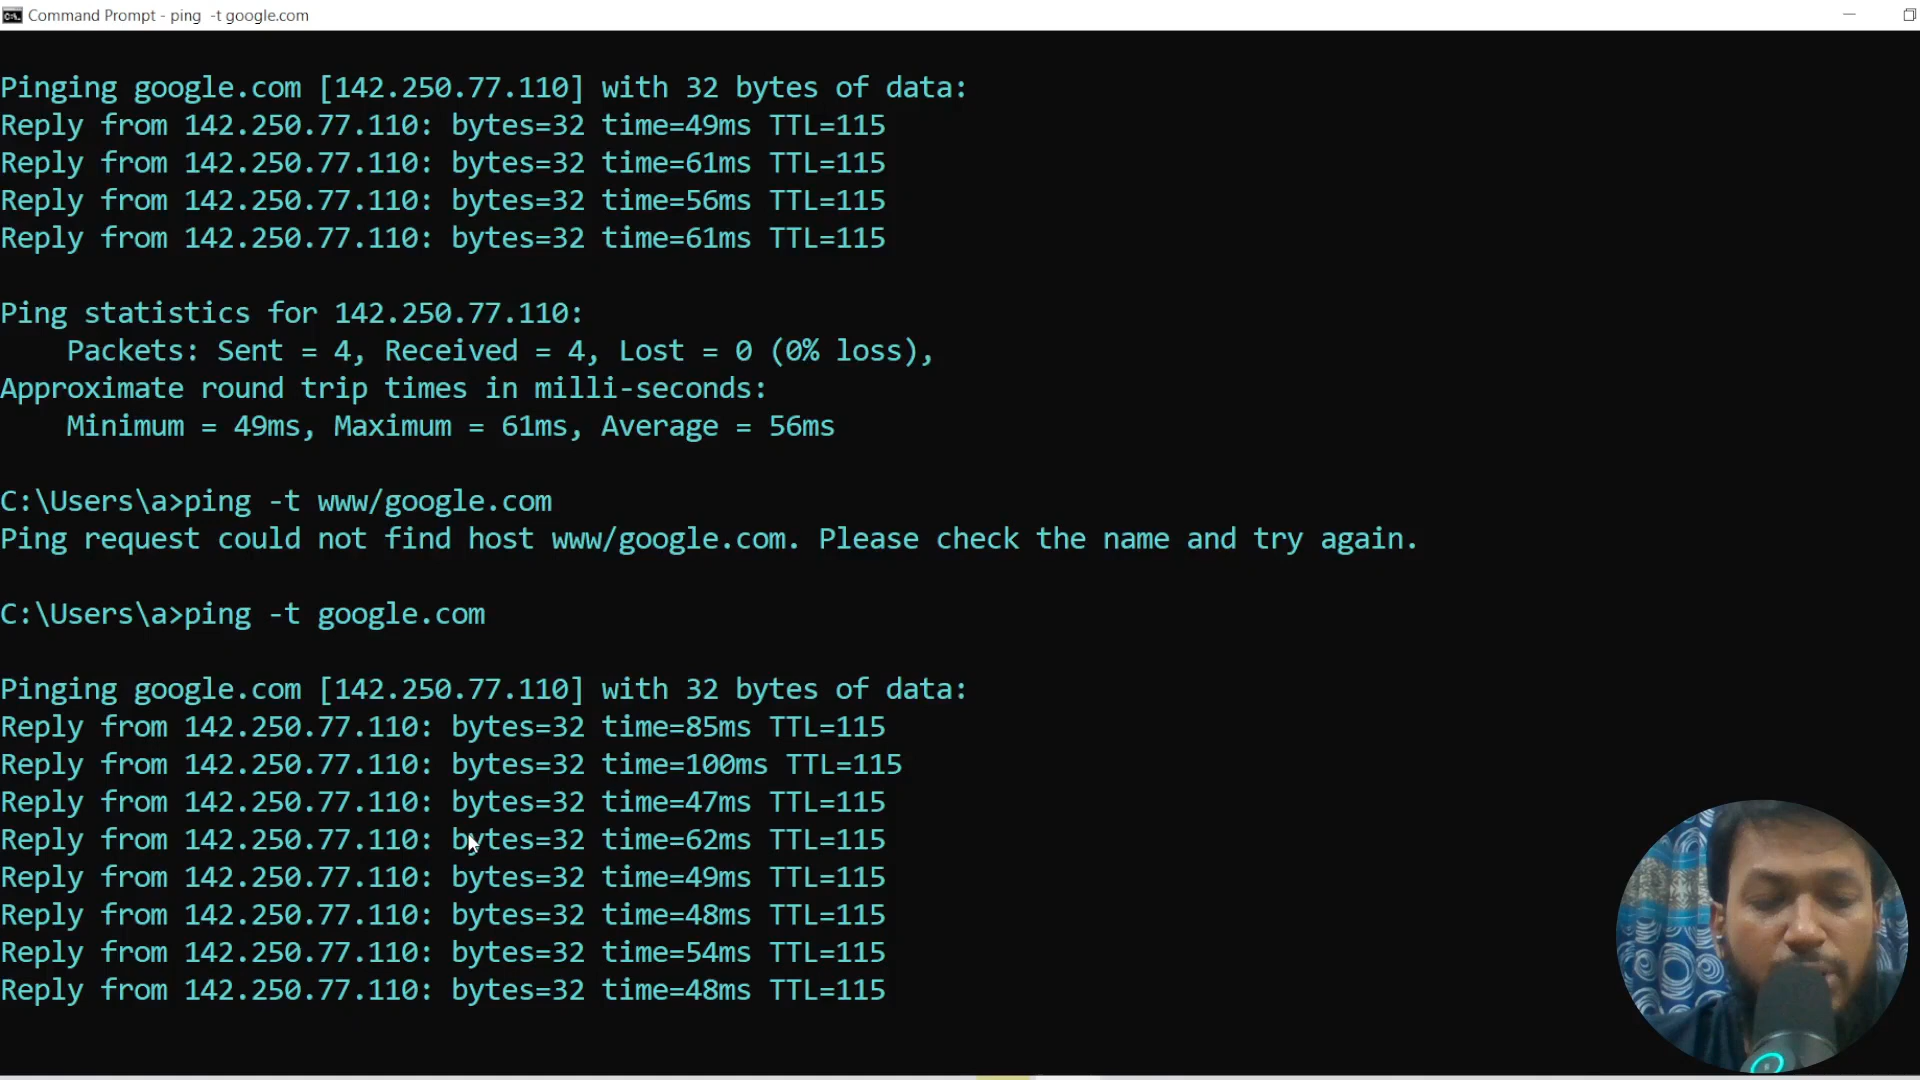 Command Prompt - ping  -t google.com
Pinging google.com [142.250.77.110] with 32 bytes of data:
Reply from 142.250.77.110: bytes=32 time=49ms TTL=115
Reply from 142.250.77.110: bytes=32 time=61ms TTL=115
Reply from 142.250.77.110: bytes=32 time=56ms TTL=115
Reply from 142.250.77.110: bytes=32 time=61ms TTL=115
Ping statistics for 142.250.77.110:
    Packets: Sent = 4, Received = 4, Lost = 0 (0% loss),
Approximate round trip times in milli-seconds:
    Minimum = 49ms, Maximum = 61ms, Average = 56ms
C:\Users\a>ping -t www/google.com
Ping request could not find host www/google.com. Please check the name and try again.
C:\Users\a>ping -t google.com
Pinging google.com [142.250.77.110] with 32 bytes of data:
Reply from 142.250.77.110: bytes=32 time=85ms TTL=115
Reply from 142.250.77.110: bytes=32 time=100ms TTL=115
Reply from 142.250.77.110: bytes=32 time=47ms TTL=115
Reply from 142.250.77.110: bytes=32 time=62ms TTL=115
Reply from 142.250.77.110: bytes=32 time=49ms TTL=115
Reply from 142.250.77.110: bytes=32 time=48ms TTL=115
Reply from 142.250.77.110: bytes=32 time=54ms TTL=115
Reply from 142.250.77.110: bytes=32 time=48ms TTL=115